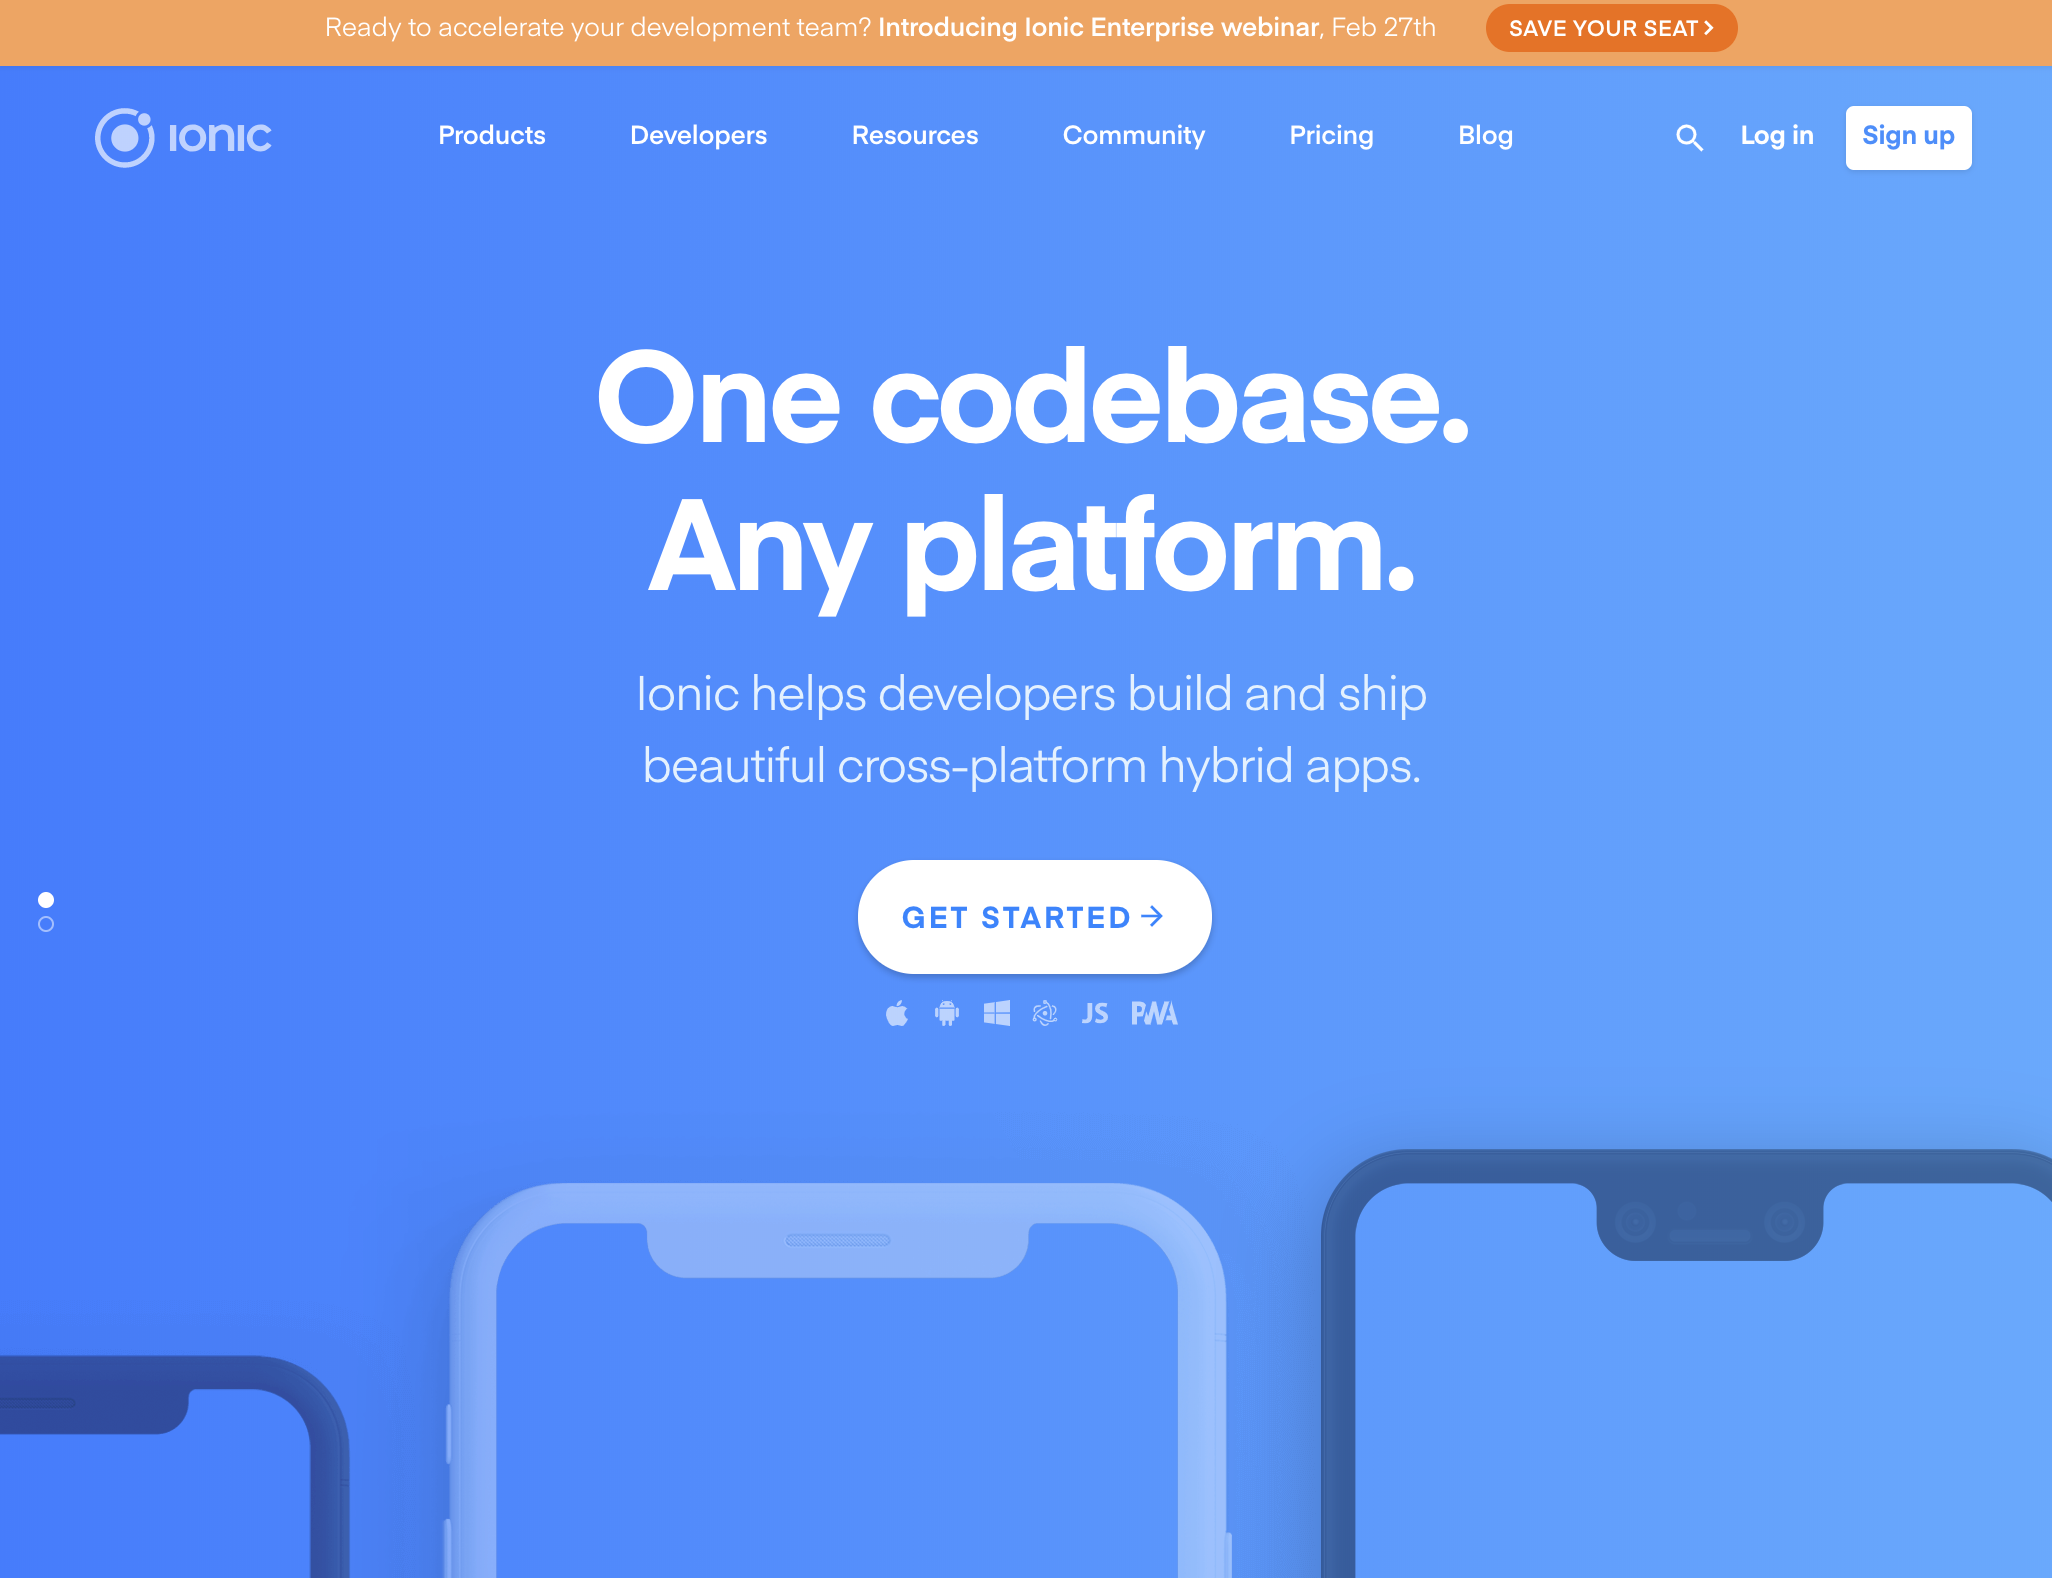 Ready to accelerate your development team? Introducing Ionic Enterprise webinar, Feb 27th
SAVE YOUR SEAT
ionic
Products
Developers
Resources
Community
Pricing
Blog
Log in
Sign up
One codebase.
Any platform.
Ionic helps developers build and ship
beautiful cross-platform hybrid apps.
GET STARTED
JS PWA